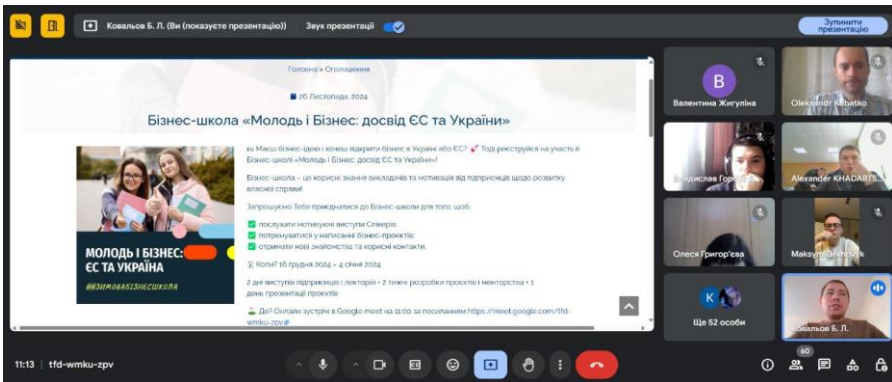 Ковальов Б. Л. (Ви (показуєте презентацію)) Звук презентації
Зупинити презентацію
Головна » Оголошення
26 Листопада, 2024
Бізнес-школа «Молодь і Бізнес: досвід ЄС та України»
Маєш бізнес-ідею і хочеш відкрити бізнес в Україні або ЄС? 🚀 Тоді реєструйся на участь в
Бізнес-школі «Молодь і Бізнес: досвід ЄС та України»!
Бізнес-школа – це корисні знання викладачів та мотивація від підприємців щодо розвитку
власної справи!
Запрошуємо Тебе приєднатися до Бізнес-школи для того, щоб:
✅ послухати мотивуючі виступи Спікерів;
✅ потренуватися у написанні бізнес-проєктів;
✅ отримати нові знайомства та корисні контакти.
Коли? 16 грудня 2024 – 4 січня 2024
2 дні виступів підприємців і лекторій + 2 тижні розробки проєктів і менторства + 1
день презентації проєктів
Де? Онлайн зустрічі в Google meet на 11:00 за посиланням https://meet.google.com/tfd-
wmku-zpv
МОЛОДЬ І БІЗНЕС:
ЄС ТА УКРАЇНА
#ЗИМОВАБІЗНЕСШКОЛА
В
Валентина Жигуліна
Oleksandr Kubatko
Владислав
Alexander KHADARTS...
Олеся Григор'єва
Maksym
К
Ще 52 особи
Ковальов Б. Л.
11:13 | tfd-wmku-zpv
60